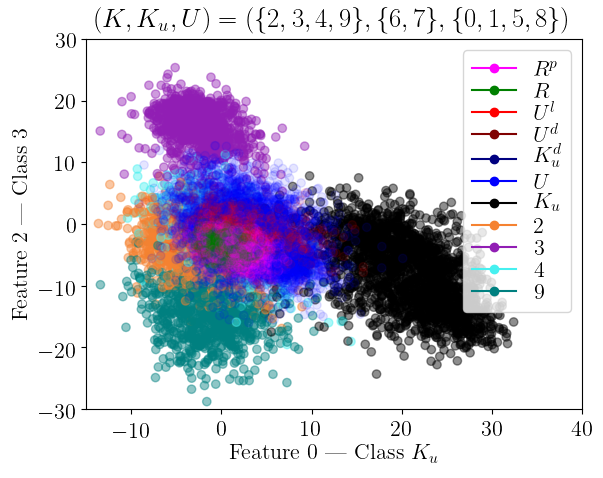 (K, K_u, U) = ({2, 3, 4, 9}, {6, 7}, {0, 1, 5, 8})
30
20
10
0
−10
−20
−30
Feature 2 — Class 3
R^p
R
U^l
U^d
K_u^d
U
K_u
2
3
4
9
−10
0
10
20
30
40
Feature 0 — Class K_u